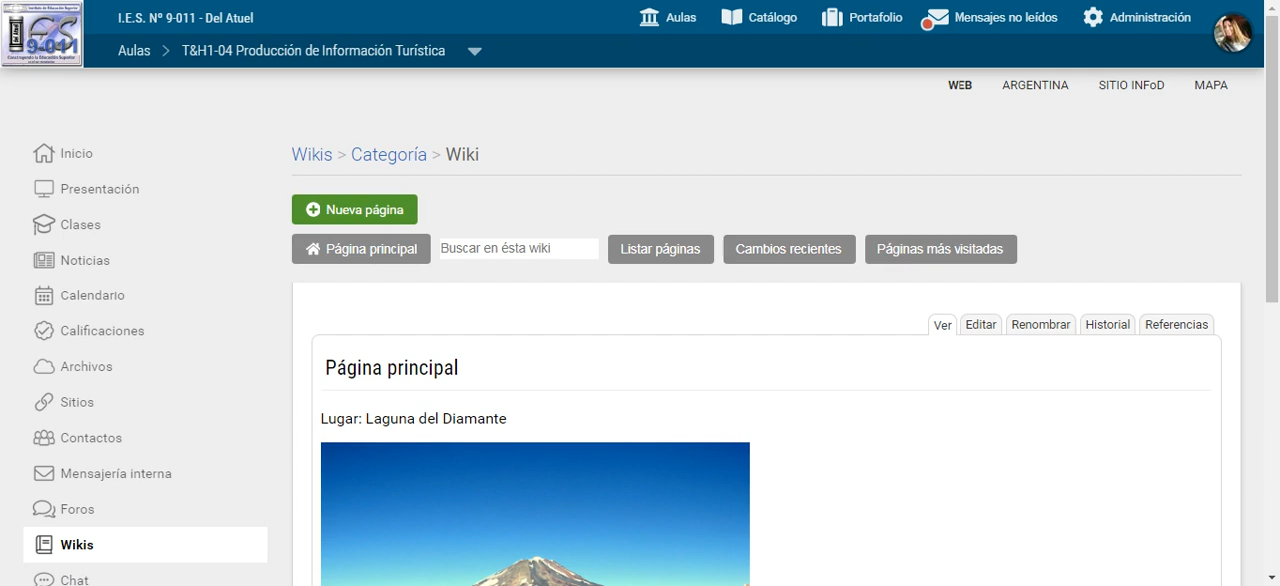 I.E.S. Nº 9-011 - Del Atuel
Aulas
Catálogo
Portafolio
Mensajes no leídos
Administración
9-011
Aulas > T&H1-04 Producción de Información Turística
WEB
ARGENTINA
SITIO INFoD
MAPA
Inicio
Presentación
Clases
Noticias
Calendario
Calificaciones
Archivos
Sitios
Contactos
Mensajería interna
Foros
Wikis
Chat
Wikis > Categoría > Wiki
Nueva página
Página principal
Buscar en ésta wiki
Listar páginas
Cambios recientes
Páginas más visitadas
Ver
Editar
Renombrar
Historial
Referencias
Página principal
Lugar: Laguna del Diamante